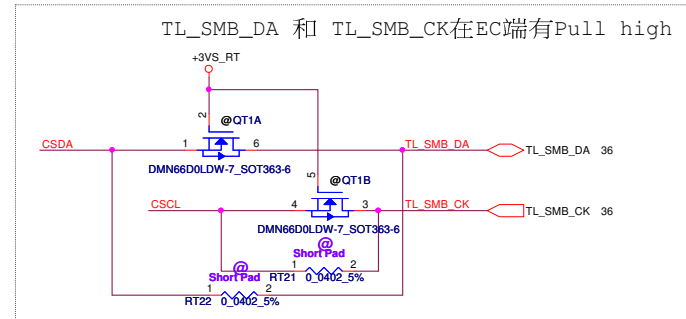 TL_SMB_DA 和 TL_SMB_CK在EC端有Pull high
+3VS_RT
2
@QT1A
CSDA
1
6
TL_SMB_DA
TL_SMB_DA 36
DMN66D0LDW-7_SOT363-6
5
@QT1B
CSCL
4
3
TL_SMB_CK
TL_SMB_CK 36
DMN66D0LDW-7_SOT363-6
@
Short Pad
1
2
RT21 0_0402_5%
@
Short Pad
1
2
RT22 0_0402_5%